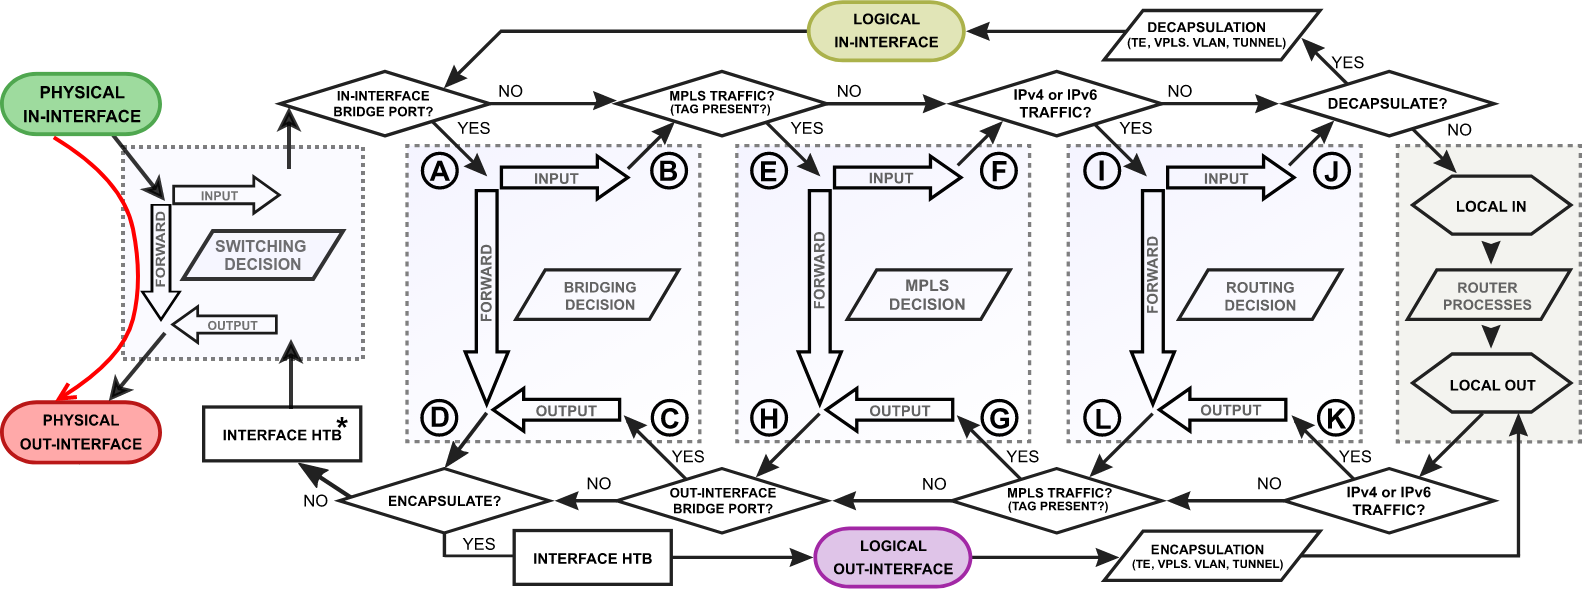 LOGICAL
IN-INTERFACE
DECAPSULATION
(TE, VPLS. VLAN, TUNNEL)
YES
PHYSICAL
IN-INTERFACE
IN-INTERFACE
BRIDGE PORT?
NO
MPLS TRAFFIC?
(TAG PRESENT?)
NO
IPv4 or IPv6
TRAFFIC?
NO
DECAPSULATE?
YES
YES
YES
NO
A
INPUT
B
E
INPUT
F
I
INPUT
J
INPUT
LOCAL IN
FORWARD
SWITCHING
DECISION
FORWARD
BRIDGING
DECISION
FORWARD
MPLS
DECISION
FORWARD
ROUTING
DECISION
ROUTER
PROCESSES
OUTPUT
LOCAL OUT
D
OUTPUT
C
H
OUTPUT
G
L
OUTPUT
K
PHYSICAL
OUT-INTERFACE
INTERFACE HTB*
YES
YES
YES
NO
ENCAPSULATE?
NO
OUT-INTERFACE
BRIDGE PORT?
NO
MPLS TRAFFIC?
(TAG PRESENT?)
NO
IPv4 or IPv6
TRAFFIC?
YES
INTERFACE HTB
LOGICAL
OUT-INTERFACE
ENCAPSULATION
(TE, VPLS. VLAN, TUNNEL)